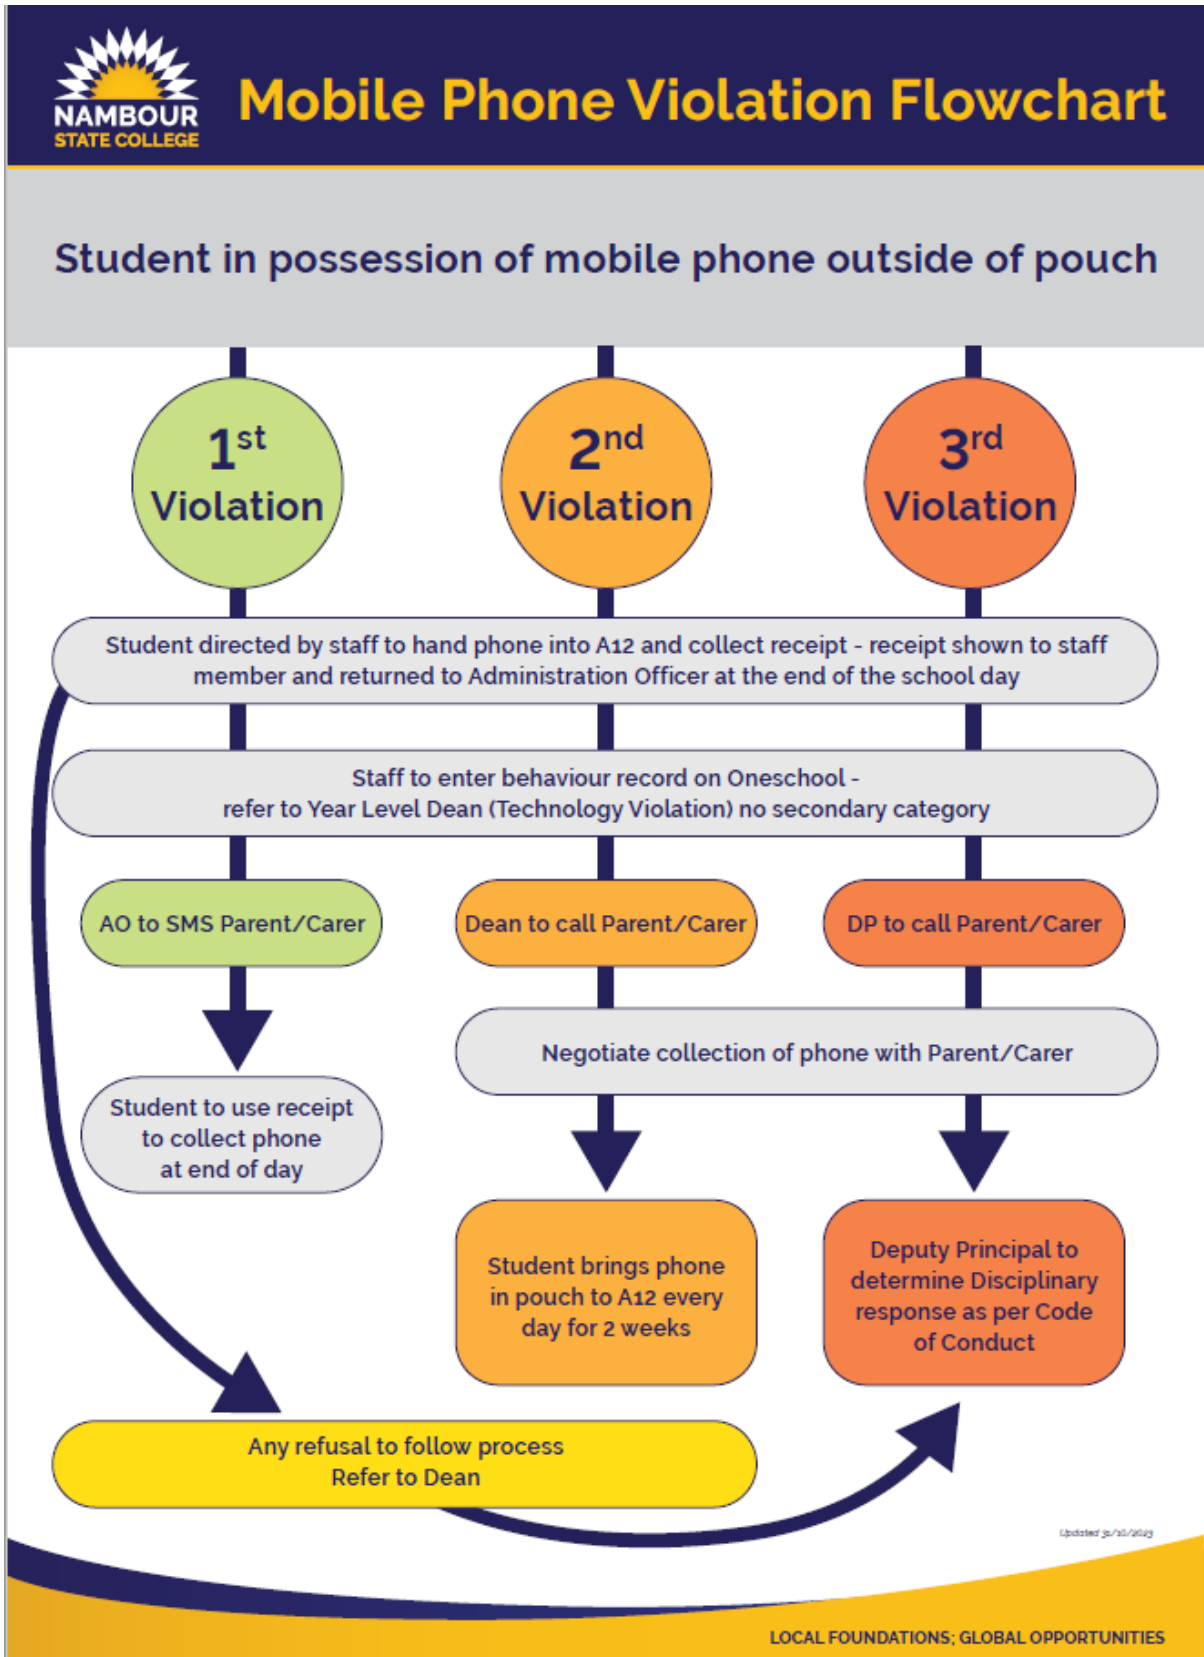 NAMBOUR
STATE COLLEGE
Mobile Phone Violation Flowchart
Student in possession of mobile phone outside of pouch
1st
Violation
2nd
Violation
3rd
Violation
Student directed by staff to hand phone into A12 and collect receipt - receipt shown to staff
member and returned to Administration Officer at the end of the school day
Staff to enter behaviour record on Oneschool -
refer to Year Level Dean (Technology Violation) no secondary category
AO to SMS Parent/Carer
Dean to call Parent/Carer
DP to call Parent/Carer
Negotiate collection of phone with Parent/Carer
Student to use receipt
to collect phone
at end of day
Student brings phone
in pouch to A12 every
day for 2 weeks
Deputy Principal to
determine Disciplinary
response as per Code
of Conduct
Any refusal to follow process
Refer to Dean
Updated 31/10/2023
LOCAL FOUNDATIONS; GLOBAL OPPORTUNITIES